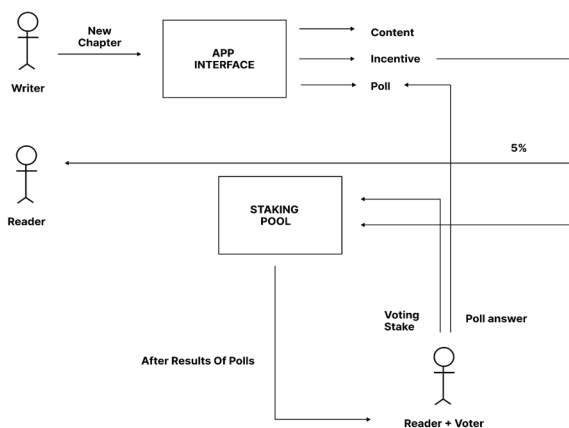 New
Chapter
Writer
APP
INTERFACE
Content
Incentive
Poll
5%
Reader
STAKING
POOL
Voting
Stake
Poll answer
After Results Of Polls
Reader + Voter